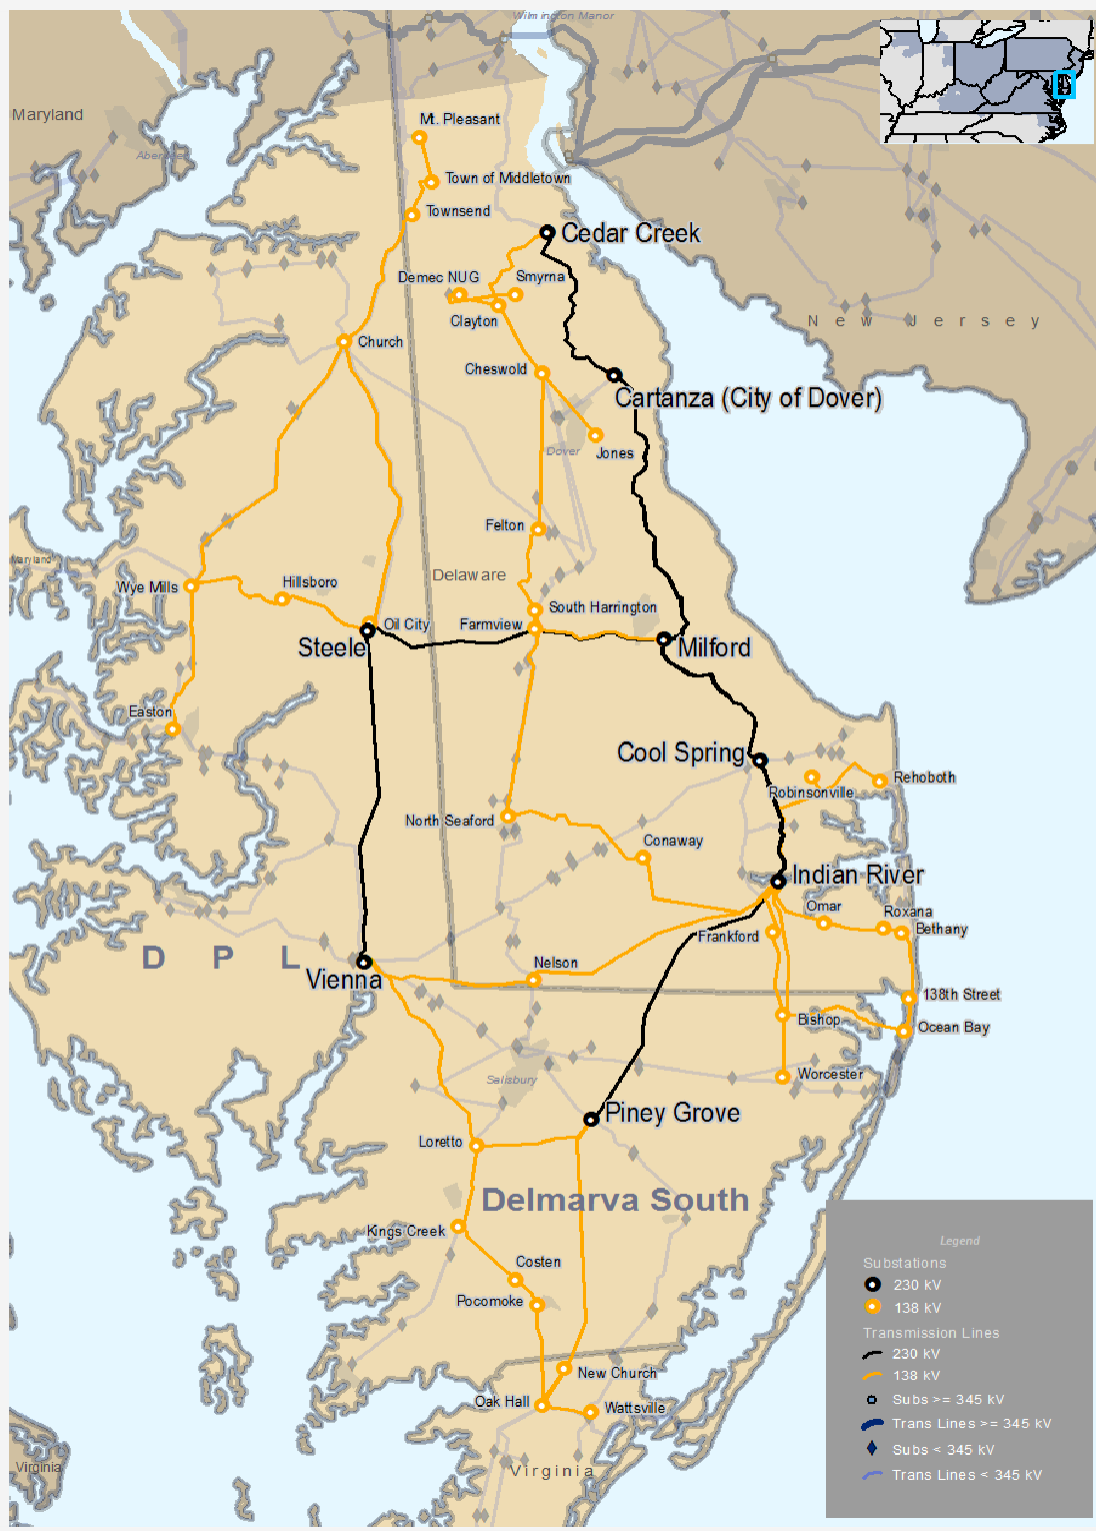 Wilmington Manor
Maryland
Mt. Pleasant
Town of Middletown
Townsend
Cedar Creek
Demec NUG
Smyrna
Clayton
New Jersey
Church
Cheswold
Cartanza (City of Dover)
Dover
Jones
Felton
Maryland
Delaware
Wye Mills
Hillsboro
South Harrington
Oil City
Farmview
Steele
Milford
Easton
Cool Spring
Rehoboth
Robinsonville
North Seaford
Conaway
Indian River
Omar
Roxana
Bethany
Frankford
DPL
Vienna
Nelson
138th Street
Bishop
Ocean Bay
Salisbury
Worcester
Piney Grove
Loretto
Delmarva South
Kings Creek
Costen
Pocomoke
New Church
Oak Hall
Wattsville
Virginia
Virginia
Legend
Substations
230 kV
138 kV
Transmission Lines
230 kV
138 kV
Subs >= 345 kV
Trans Lines >= 345 kV
Subs < 345 kV
Trans Lines < 345 kV